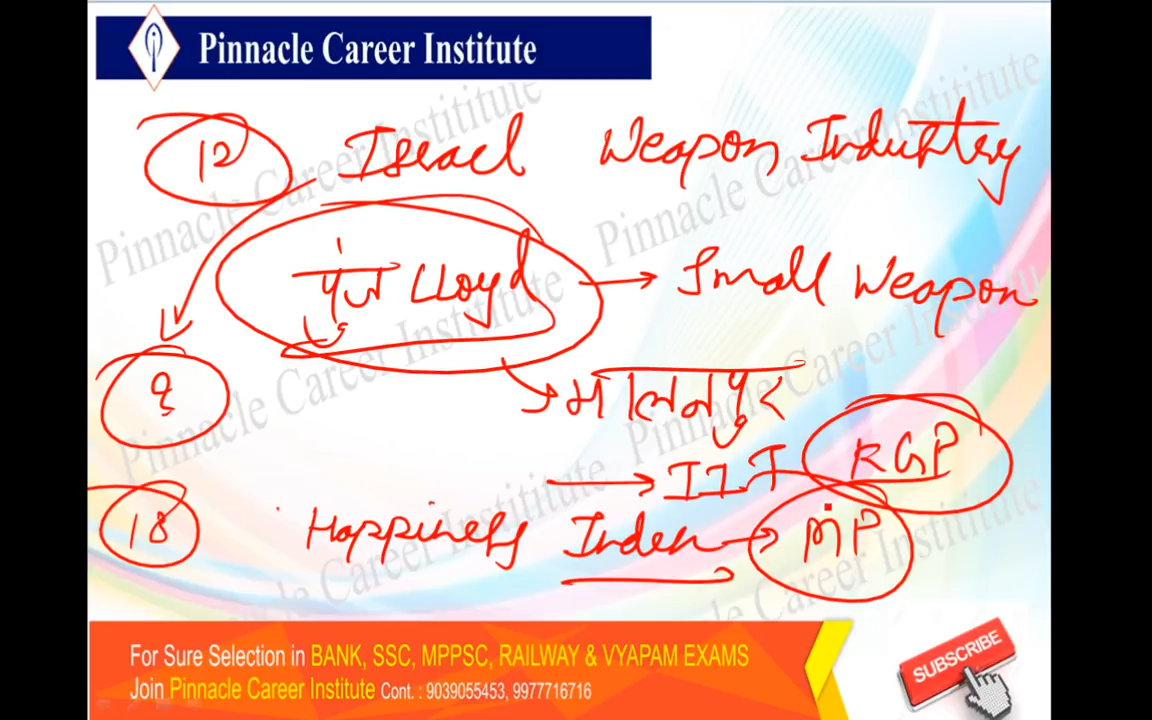 Pinnacle Career Institute
12 Israel Weapon Industry
पुंज LLoyd → Small Weapon
9 मालनपुर
→ IIT KGP
18 Happiness Index → MP
For Sure Selection in BANK, SSC, MPPSC, RAILWAY & VYAPAM EXAMS
Join Pinnacle Career Institute Cont. : 9039055453, 9977716716
SUBSCRIBE